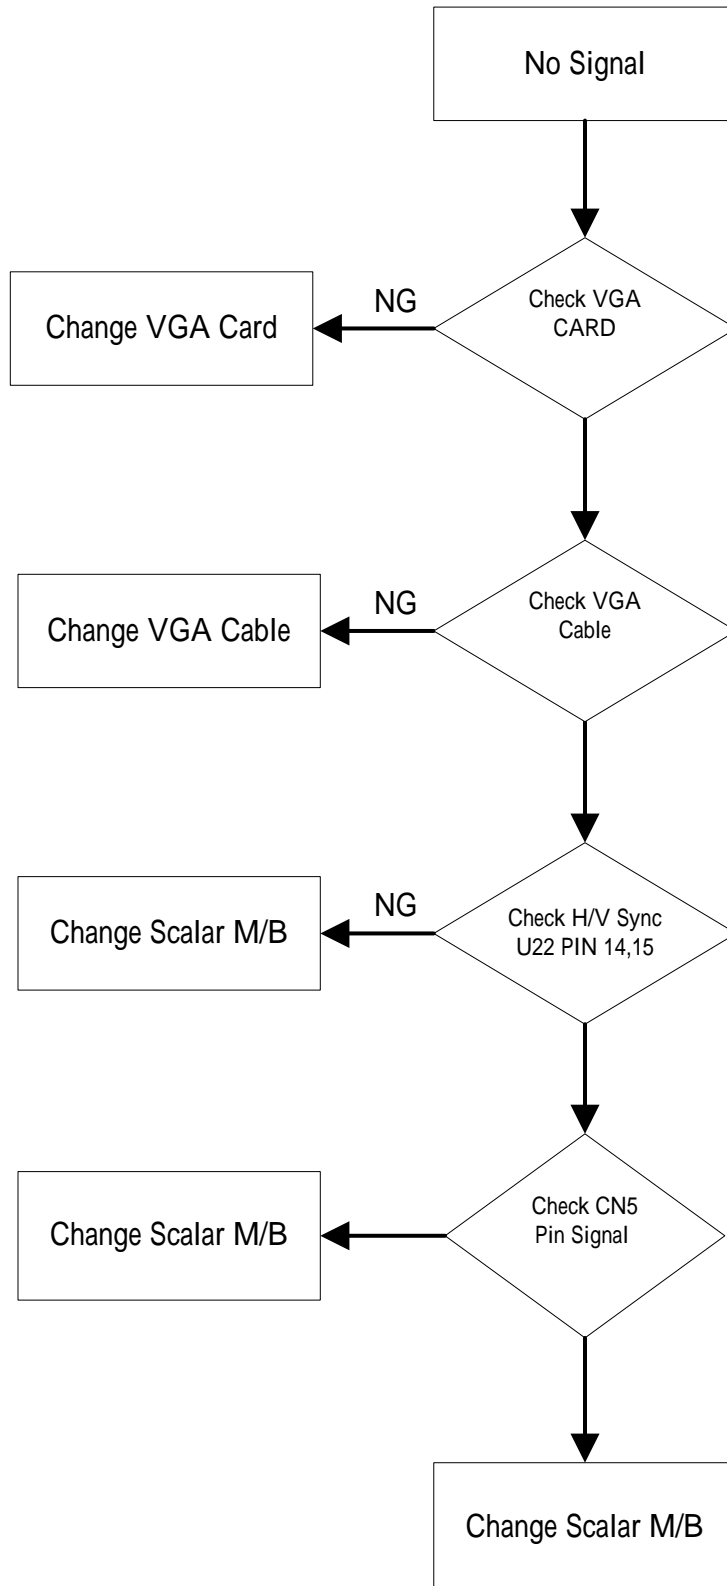 No Signal
Check VGA
CARD
NG
Change VGA Card
Check VGA
Cable
NG
Change VGA Cable
Check H/V Sync
U22 PIN 14,15
NG
Change Scalar M/B
Check CN5
Pin Signal
Change Scalar M/B
Change Scalar M/B